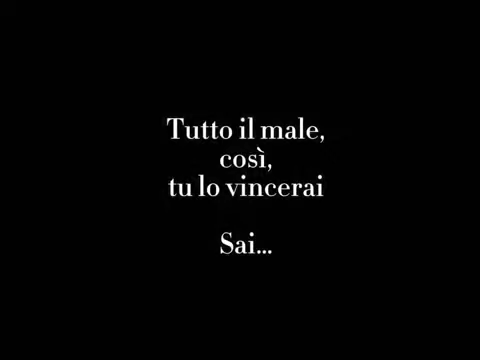 Tutto il male,
così,
tu lo vincerai
Sai...